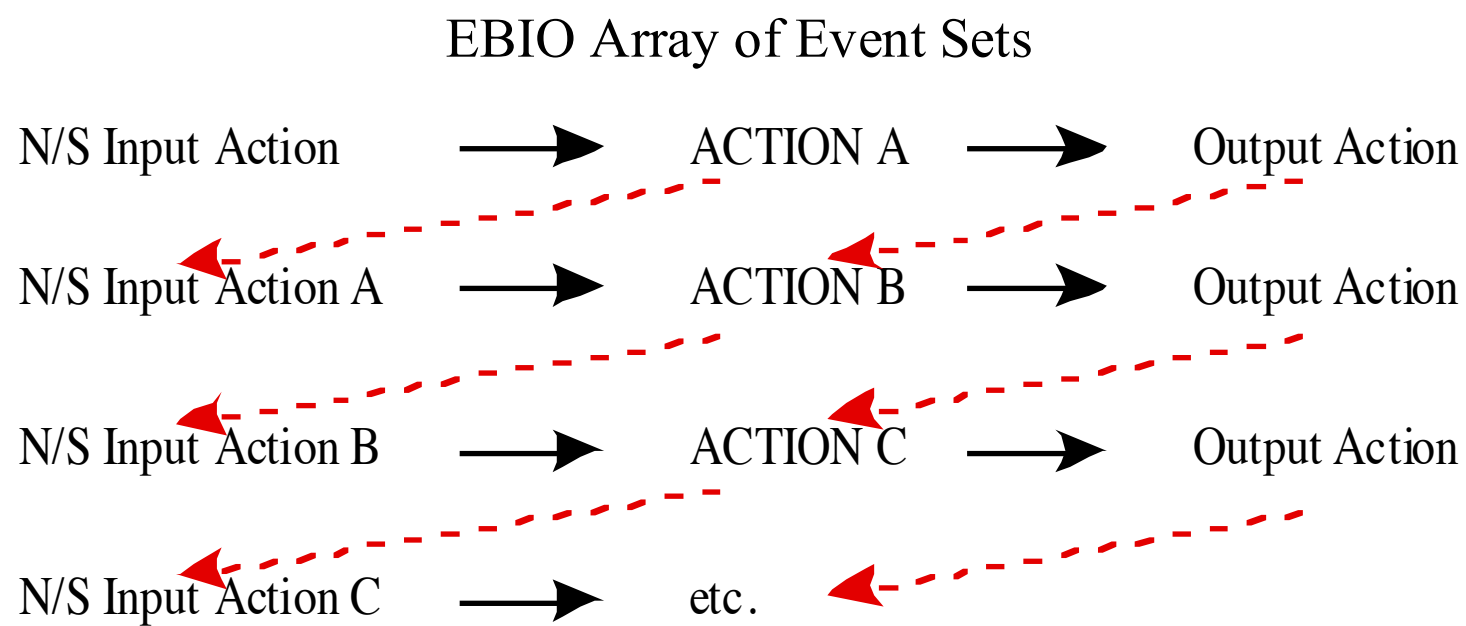 EBIO Array of Event Sets
N/S Input Action ACTION A Output Action
N/S Input Action A ACTION B Output Action
N/S Input Action B ACTION C Output Action
N/S Input Action C etc.